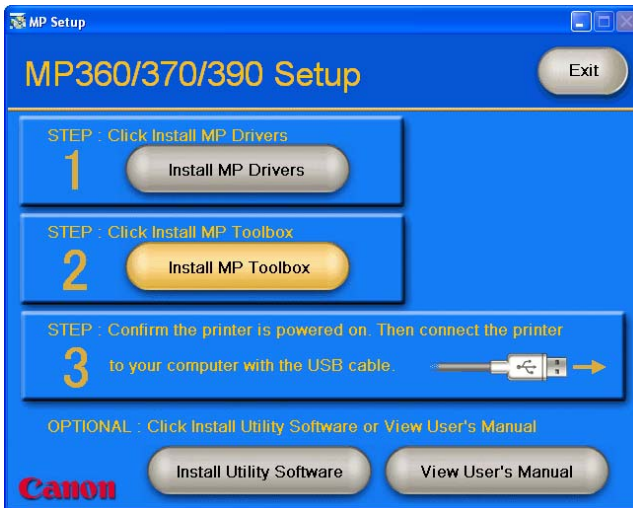 MP Setup
MP360/370/390 Setup
Exit
STEP : Click Install MP Drivers
1
Install MP Drivers
STEP : Click Install MP Toolbox
2
Install MP Toolbox
STEP : Confirm the printer is powered on. Then connect the printer
3
to your computer with the USB cable.
OPTIONAL : Click Install Utility Software or View User's Manual
Canon
Install Utility Software
View User's Manual